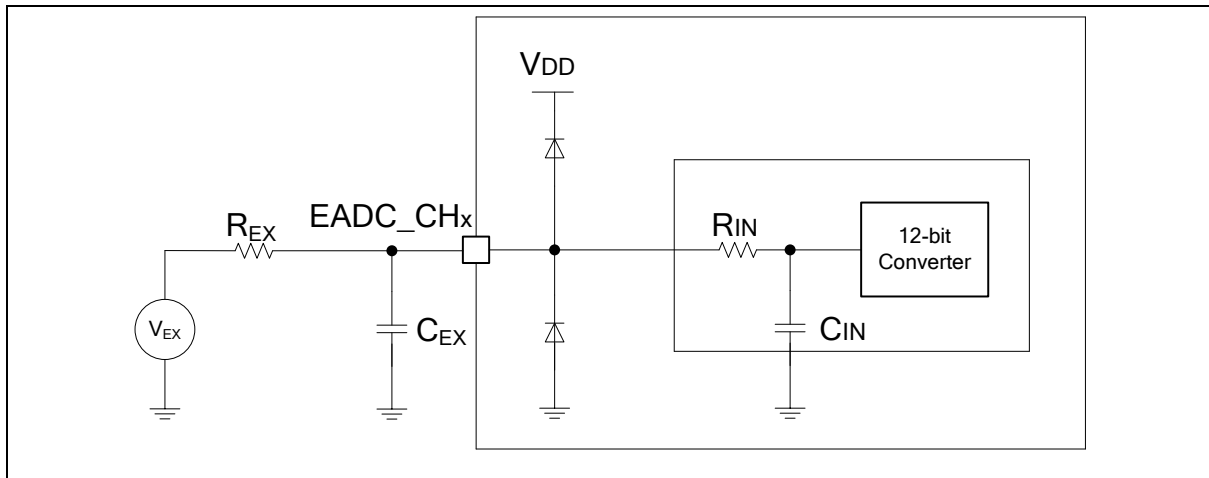 VDD
EADC_CHx
REX
RIN
12-bit
Converter
VEX
CEX
CIN